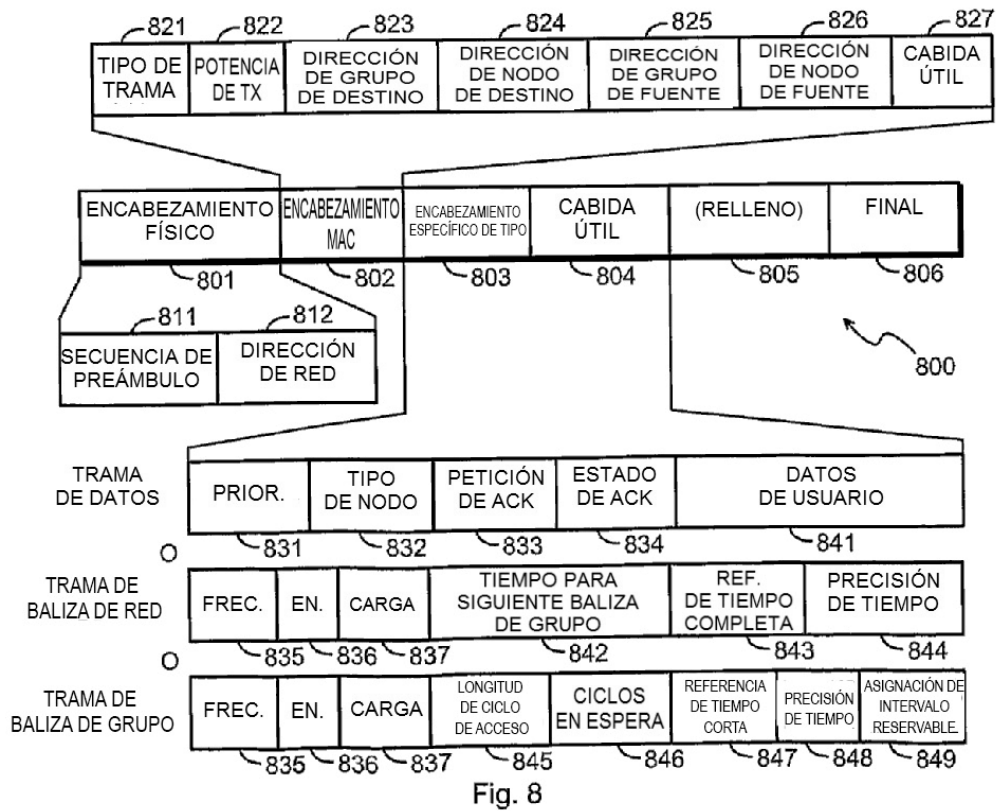 821 822 823 824 825 826 827
TIPO DE TRAMA
POTENCIA DE TX
DIRECCIÓN DE GRUPO DE DESTINO
DIRECCIÓN DE NODO DE DESTINO
DIRECCIÓN DE GRUPO DE FUENTE
DIRECCIÓN DE NODO DE FUENTE
CABIDA ÚTIL
ENCABEZAMIENTO FÍSICO
ENCABEZAMIENTO MAC
ENCABEZAMIENTO ESPECÍFICO DE TIPO
CABIDA ÚTIL
(RELLENO)
FINAL
801 802 803 804 805 806
811 812
SECUENCIA DE PREÁMBULO
DIRECCIÓN DE RED
800
TRAMA DE DATOS
PRIOR.
TIPO DE NODO
PETICIÓN DE ACK
ESTADO DE ACK
DATOS DE USUARIO
831 832 833 834 841
O
TRAMA DE BALIZA DE RED
FREC.
EN.
CARGA
TIEMPO PARA SIGUIENTE BALIZA DE GRUPO
REF. DE TIEMPO COMPLETA
PRECISIÓN DE TIEMPO
835 836 837 842 843 844
O
TRAMA DE BALIZA DE GRUPO
FREC.
EN.
CARGA
LONGITUD DE CICLO DE ACCESO
CICLOS EN ESPERA
REFERENCIA DE TIEMPO CORTA
PRECISIÓN DE TIEMPO
ASIGNACIÓN DE INTERVALO RESERVABLE.
835 836 837 845 846 847 848 849
Fig. 8